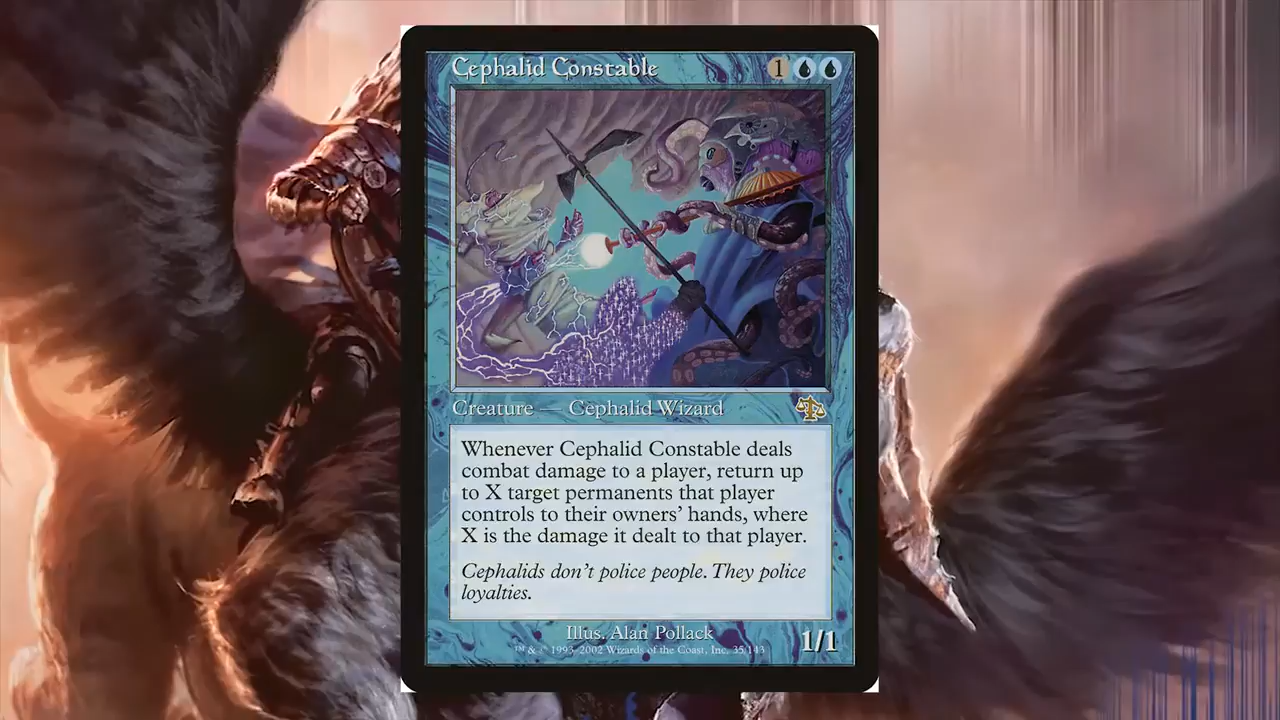 Cephalid Constable 1
Creature — Cephalid Wizard
Whenever Cephalid Constable deals
combat damage to a player, return up
to X target permanents that player
controls to their owners’ hands, where
X is the damage it dealt to that player.
Cephalids don’t police people. They police
loyalties.
Illus. Alan Pollack
™ & © 1993–2002 Wizards of the Coast, Inc. 35/143
1/1